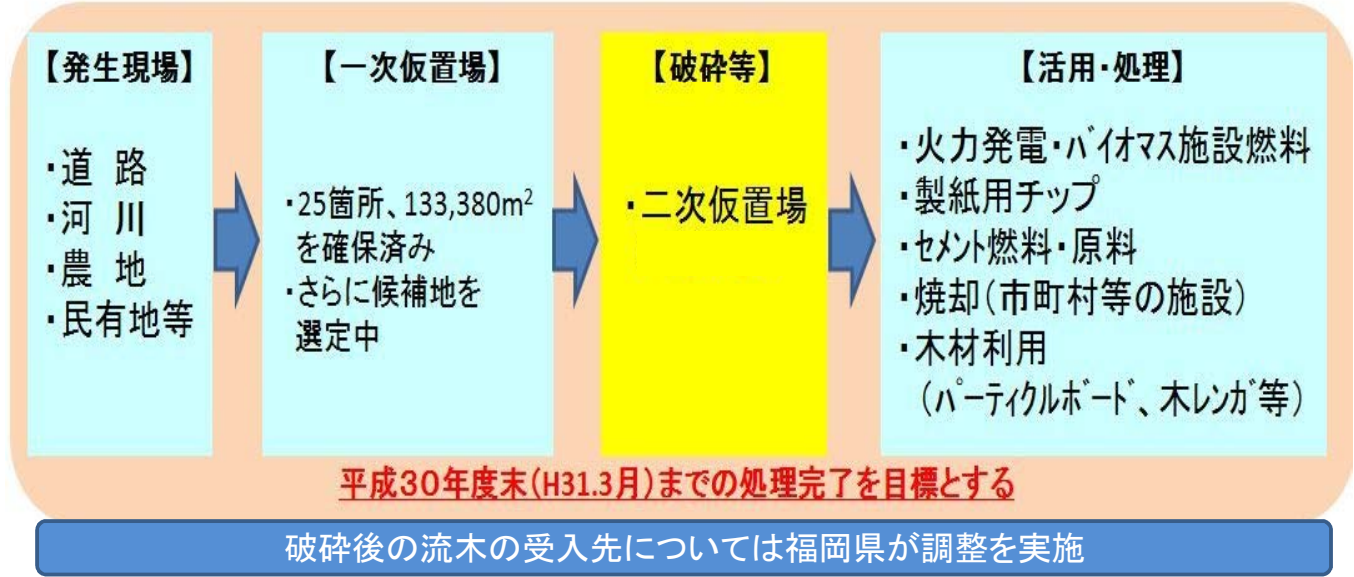 【発生現場】
・道　路
・河　川
・農　地
・民有地等
【一次仮置場】
・25箇所、133,380m²
を確保済み
・さらに候補地を
選定中
【破砕等】
・二次仮置場
【活用・処理】
・火力発電・バイオマス施設燃料
・製紙用チップ
・セメント燃料・原料
・焼却(市町村等の施設)
・木材利用
(パーティクルボード、木レンガ等)
平成30年度末(H31.3月)までの処理完了を目標とする
破砕後の流木の受入先については福岡県が調整を実施